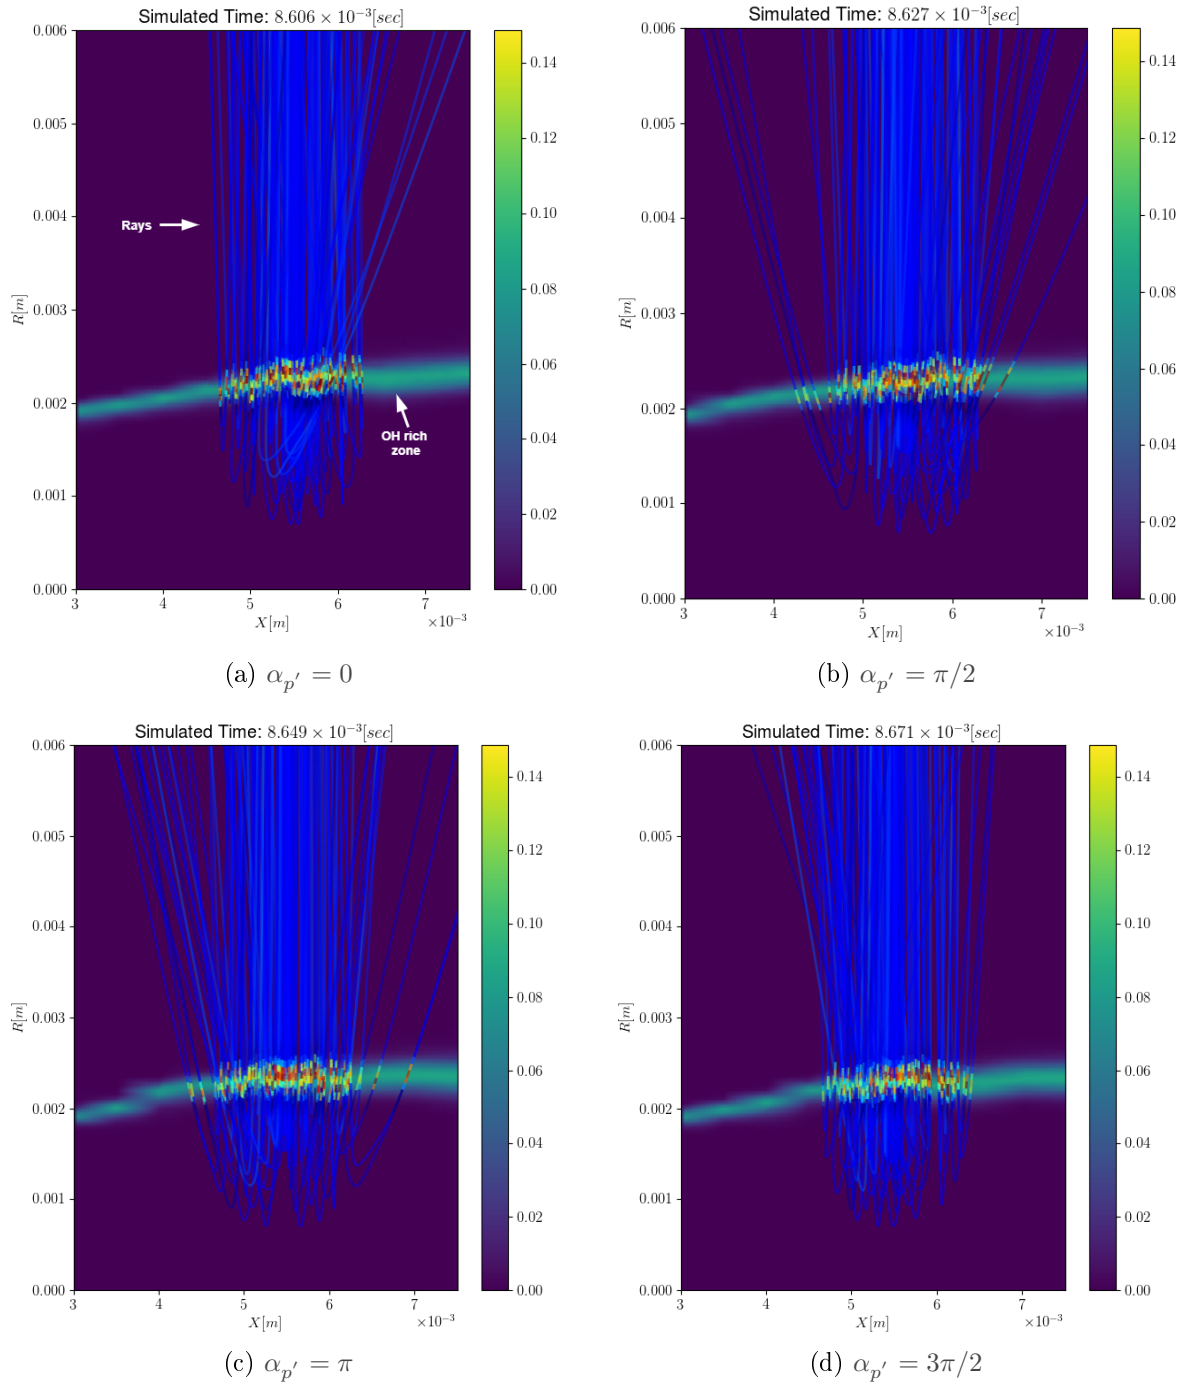 Simulated Time: 8.606 × 10⁻³[sec]
0.006
0.005
0.004
0.003
0.002
0.001
0.000
R[m]
Rays
OH rich
zone
3 4 5 6 7
X[m]
×10⁻³
0.14
0.12
0.10
0.08
0.06
0.04
0.02
0.00
(a) αp′ = 0
Simulated Time: 8.627 × 10⁻³[sec]
0.006
0.005
0.004
0.003
0.002
0.001
0.000
R[m]
3 4 5 6 7
X[m]
×10⁻³
0.14
0.12
0.10
0.08
0.06
0.04
0.02
0.00
(b) αp′ = π/2
Simulated Time: 8.649 × 10⁻³[sec]
0.006
0.005
0.004
0.003
0.002
0.001
0.000
R[m]
3 4 5 6 7
X[m]
×10⁻³
0.14
0.12
0.10
0.08
0.06
0.04
0.02
0.00
(c) αp′ = π
Simulated Time: 8.671 × 10⁻³[sec]
0.006
0.005
0.004
0.003
0.002
0.001
0.000
R[m]
3 4 5 6 7
X[m]
×10⁻³
0.14
0.12
0.10
0.08
0.06
0.04
0.02
0.00
(d) αp′ = 3π/2